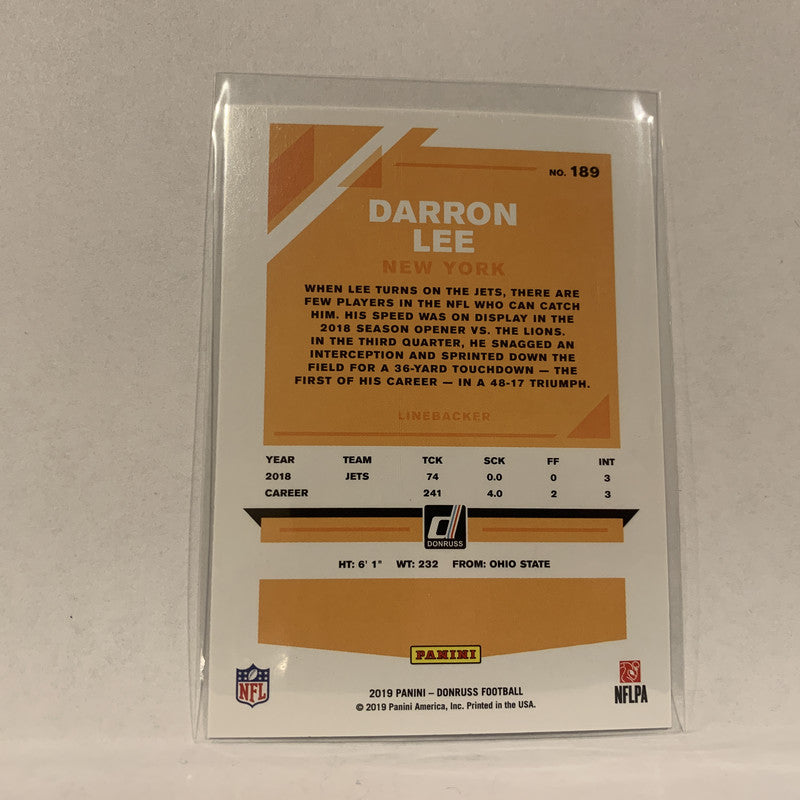 NO. 189
DARRON
LEE
NEW YORK
WHEN LEE TURNS ON THE JETS, THERE ARE
FEW PLAYERS IN THE NFL WHO CAN CATCH
HIM. HIS SPEED WAS ON DISPLAY IN THE
2018 SEASON OPENER VS. THE LIONS.
IN THE THIRD QUARTER, HE SNAGGED AN
INTERCEPTION AND SPRINTED DOWN THE
FIELD FOR A 36-YARD TOUCHDOWN — THE
FIRST OF HIS CAREER — IN A 48-17 TRIUMPH.
LINEBACKER
YEAR TEAM TCK SCK FF INT
2018 JETS 74 0.0 0 3
CAREER 241 4.0 2 3
d
DONRUSS
HT: 6' 1" WT: 232 FROM: OHIO STATE
PANINI
NFL
2019 PANINI – DONRUSS FOOTBALL
© 2019 Panini America, Inc. Printed in the USA.
NFLPA